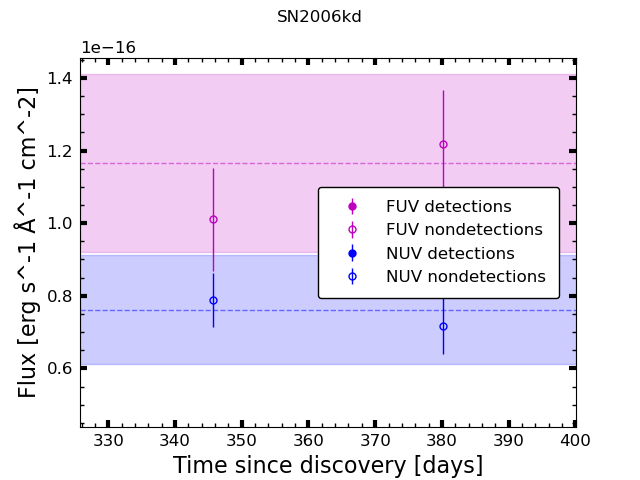 SN2006kd
1e−16
1.4
1.2
1.0
0.8
0.6
Flux [erg s^-1 Å^-1 cm^-2]
FUV detections
FUV nondetections
NUV detections
NUV nondetections
330 340 350 360 370 380 390 400
Time since discovery [days]